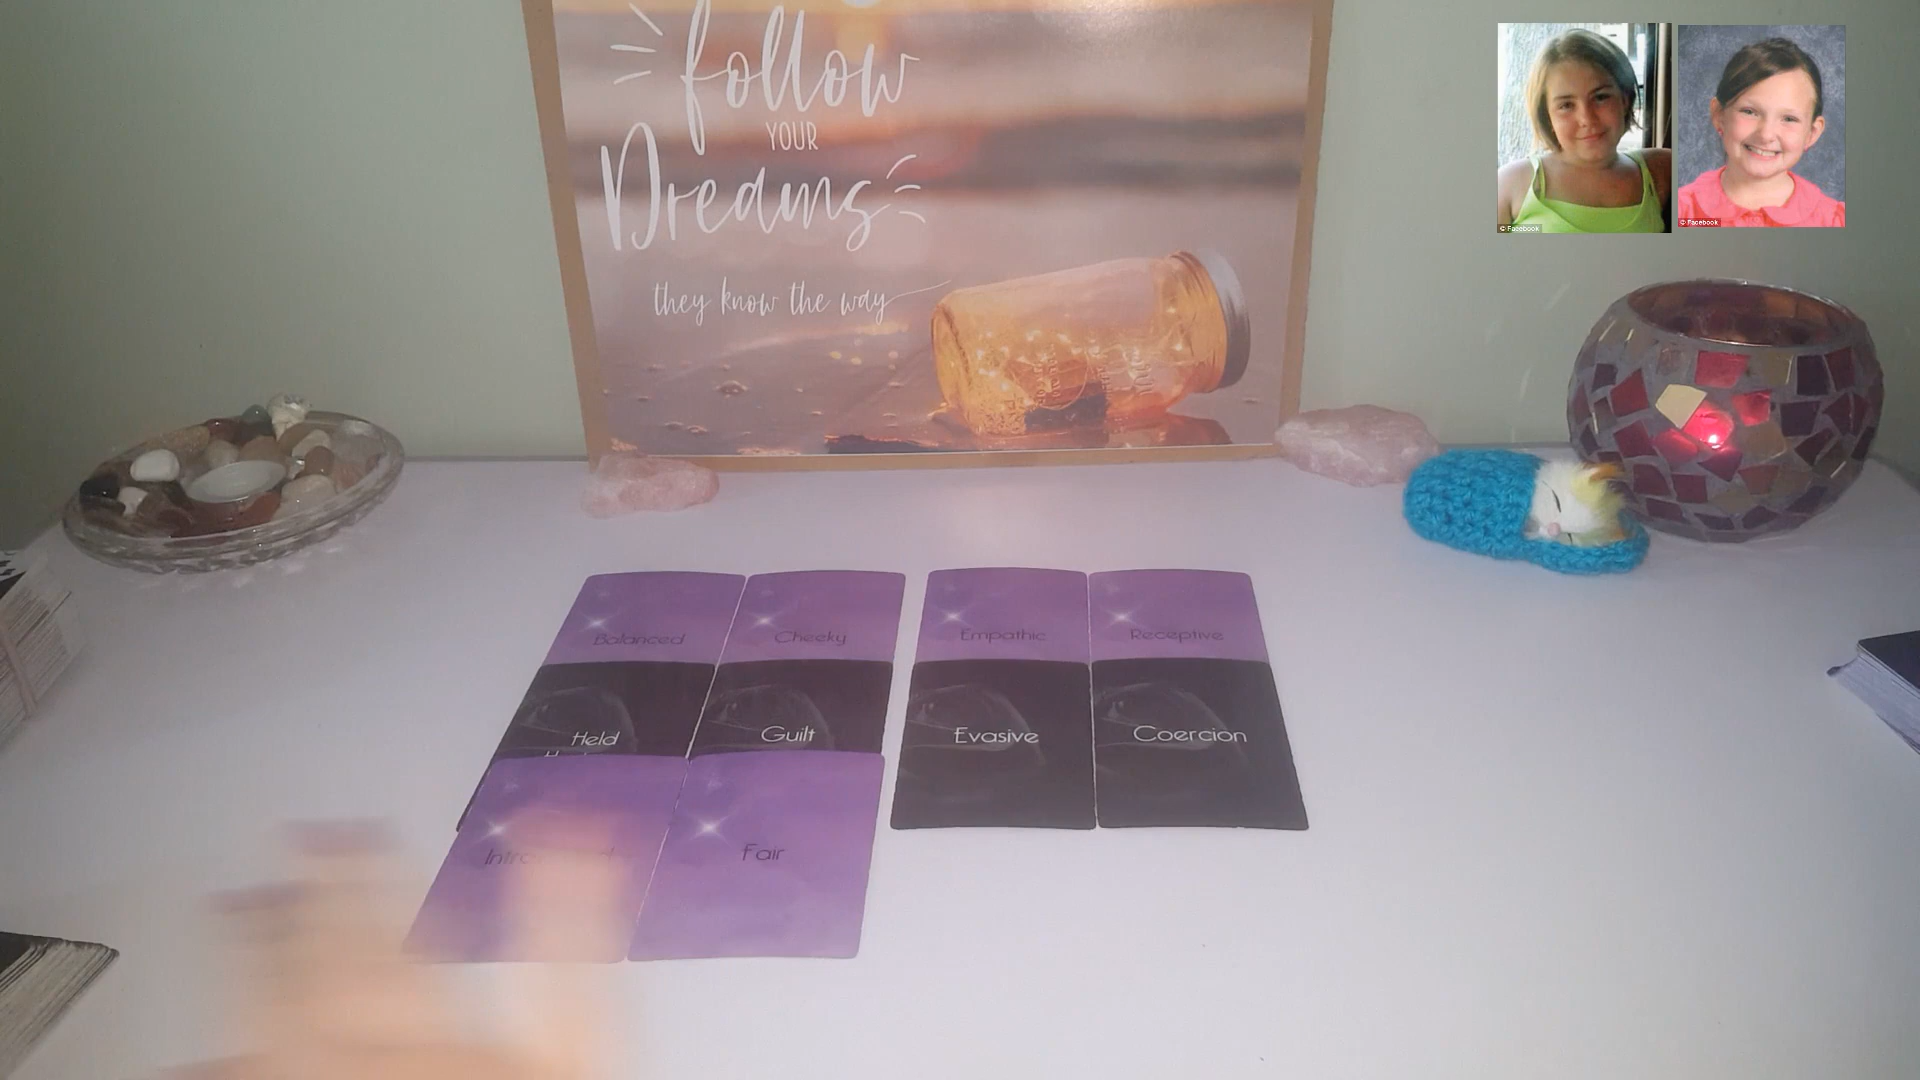 follow
YOUR
Dreams
they know the way
© Facebook
© Facebook
Balanced Cheeky Empathic Receptive
Held Guilt Evasive Coercion
Fair